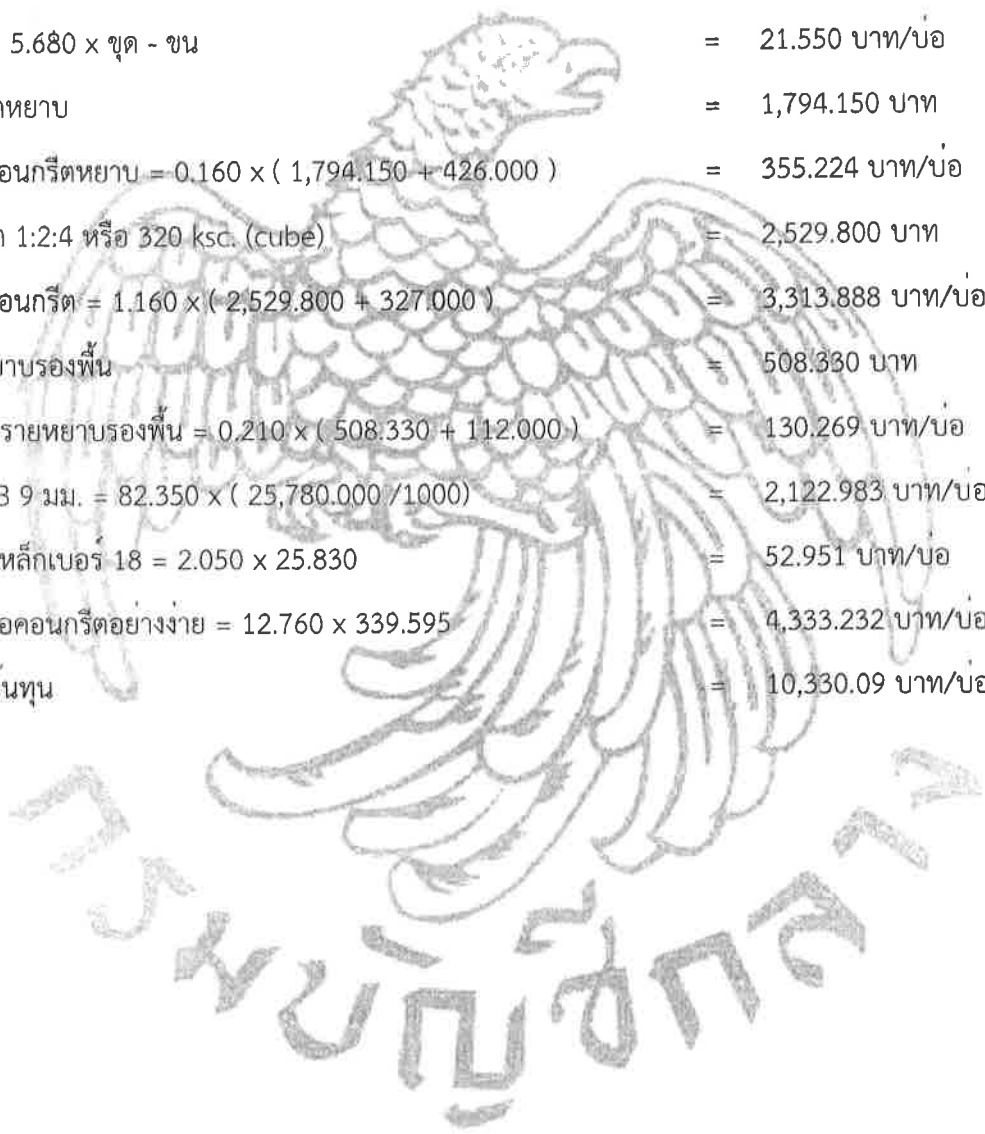 5.680 x ขุด - ขน = 21.550 บาท/บ่อ
หยาบ = 1,794.150 บาท
อนกรีตหยาบ = 0.160 x ( 1,794.150 + 426.000 ) = 355.224 บาท/บ่อ
1:2:4 หรือ 320 ksc. (cube) = 2,529.800 บาท
อนกรีต = 1.160 x ( 2,529.800 + 327.000 ) = 3,313.888 บาท/บ่อ
าบรองพื้น = 508.330 บาท
รายหยาบรองพื้น = 0.210 x ( 508.330 + 112.000 ) = 130.269 บาท/บ่อ
9 มม. = 82.350 x ( 25,780.000 /1000) = 2,122.983 บาท/บ่อ
หล็กเบอร์ 18 = 2.050 x 25.830 = 52.951 บาท/บ่อ
อคอนกรีตอย่างง่าย = 12.760 x 339.595 = 4,333.232 บาท/บ่อ
นทุน = 10,330.09 บาท/บ่อ
กรมบัญชีกลาง